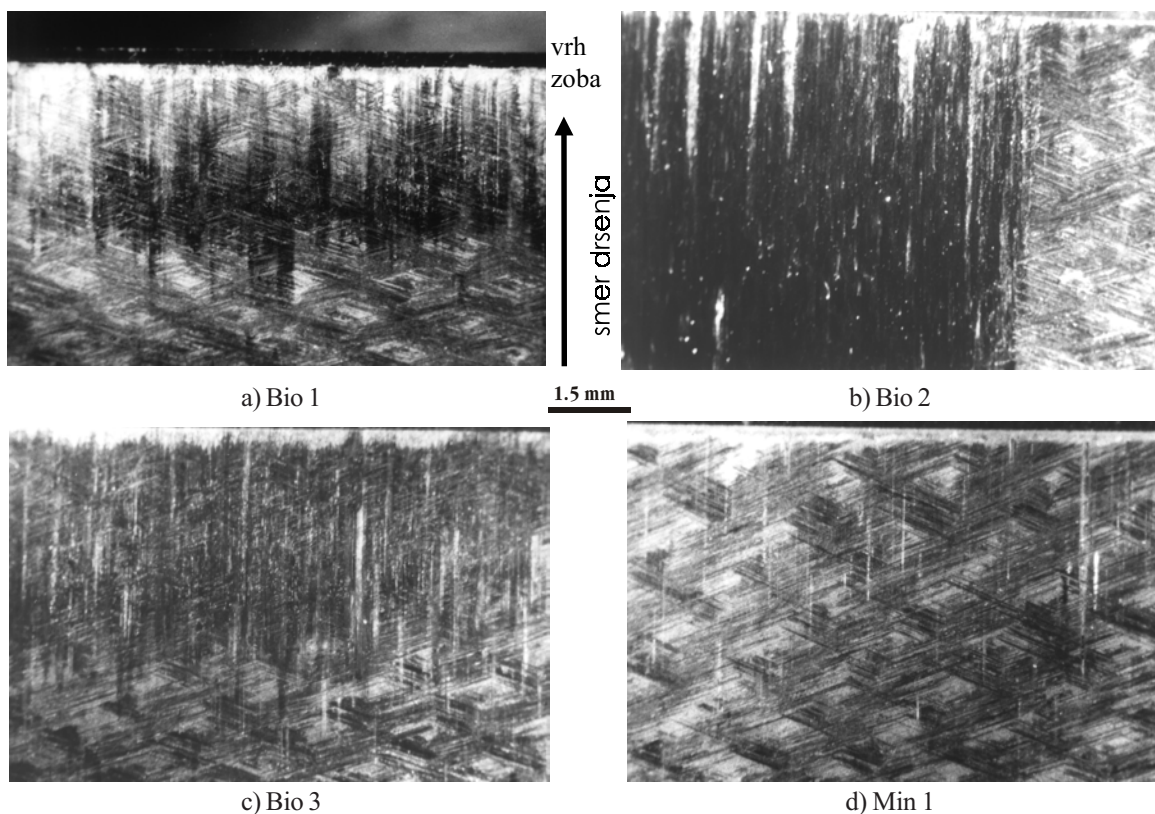 vrh
zoba
smer drsenja
a) Bio 1
1.5 mm
b) Bio 2
c) Bio 3
d) Min 1